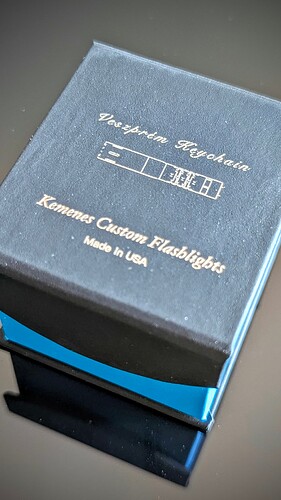 Veszprém Keychain
Kemenes Custom Flashlights
Made in USA